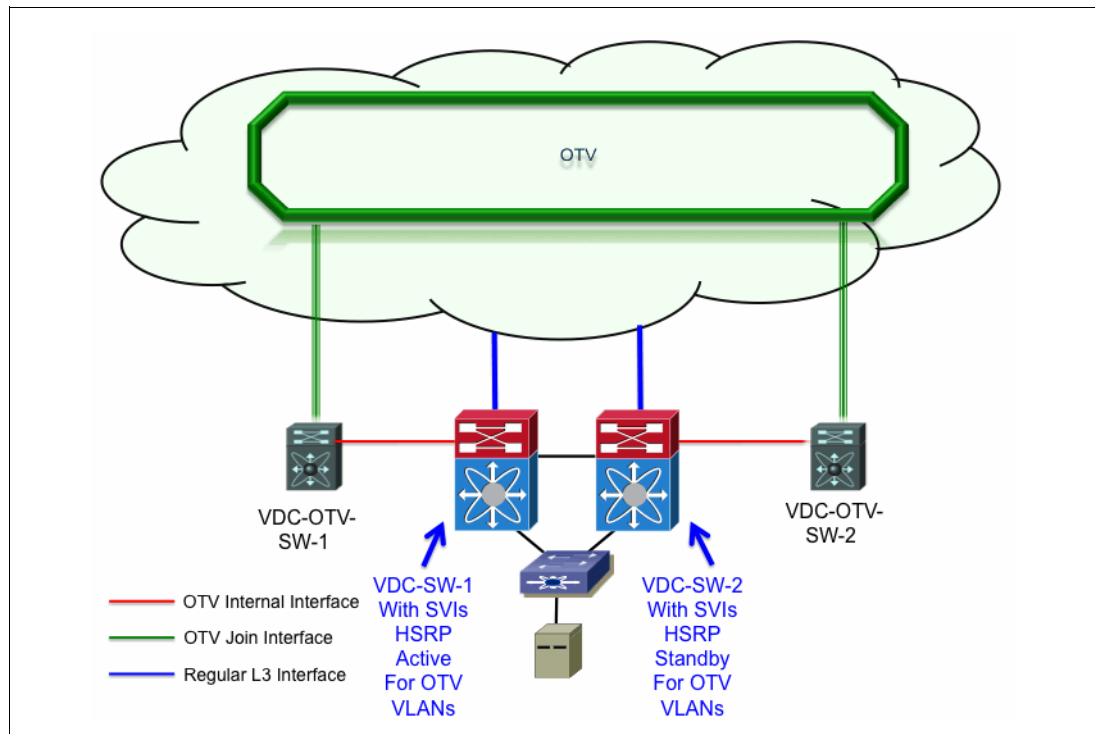 OTV
VDC-OTV-
SW-1
VDC-OTV-
SW-2
VDC-SW-1
With SVIs
HSRP
Active
For OTV
VLANs
VDC-SW-2
With SVIs
HSRP
Standby
For OTV
VLANs
OTV Internal Interface
OTV Join Interface
Regular L3 Interface